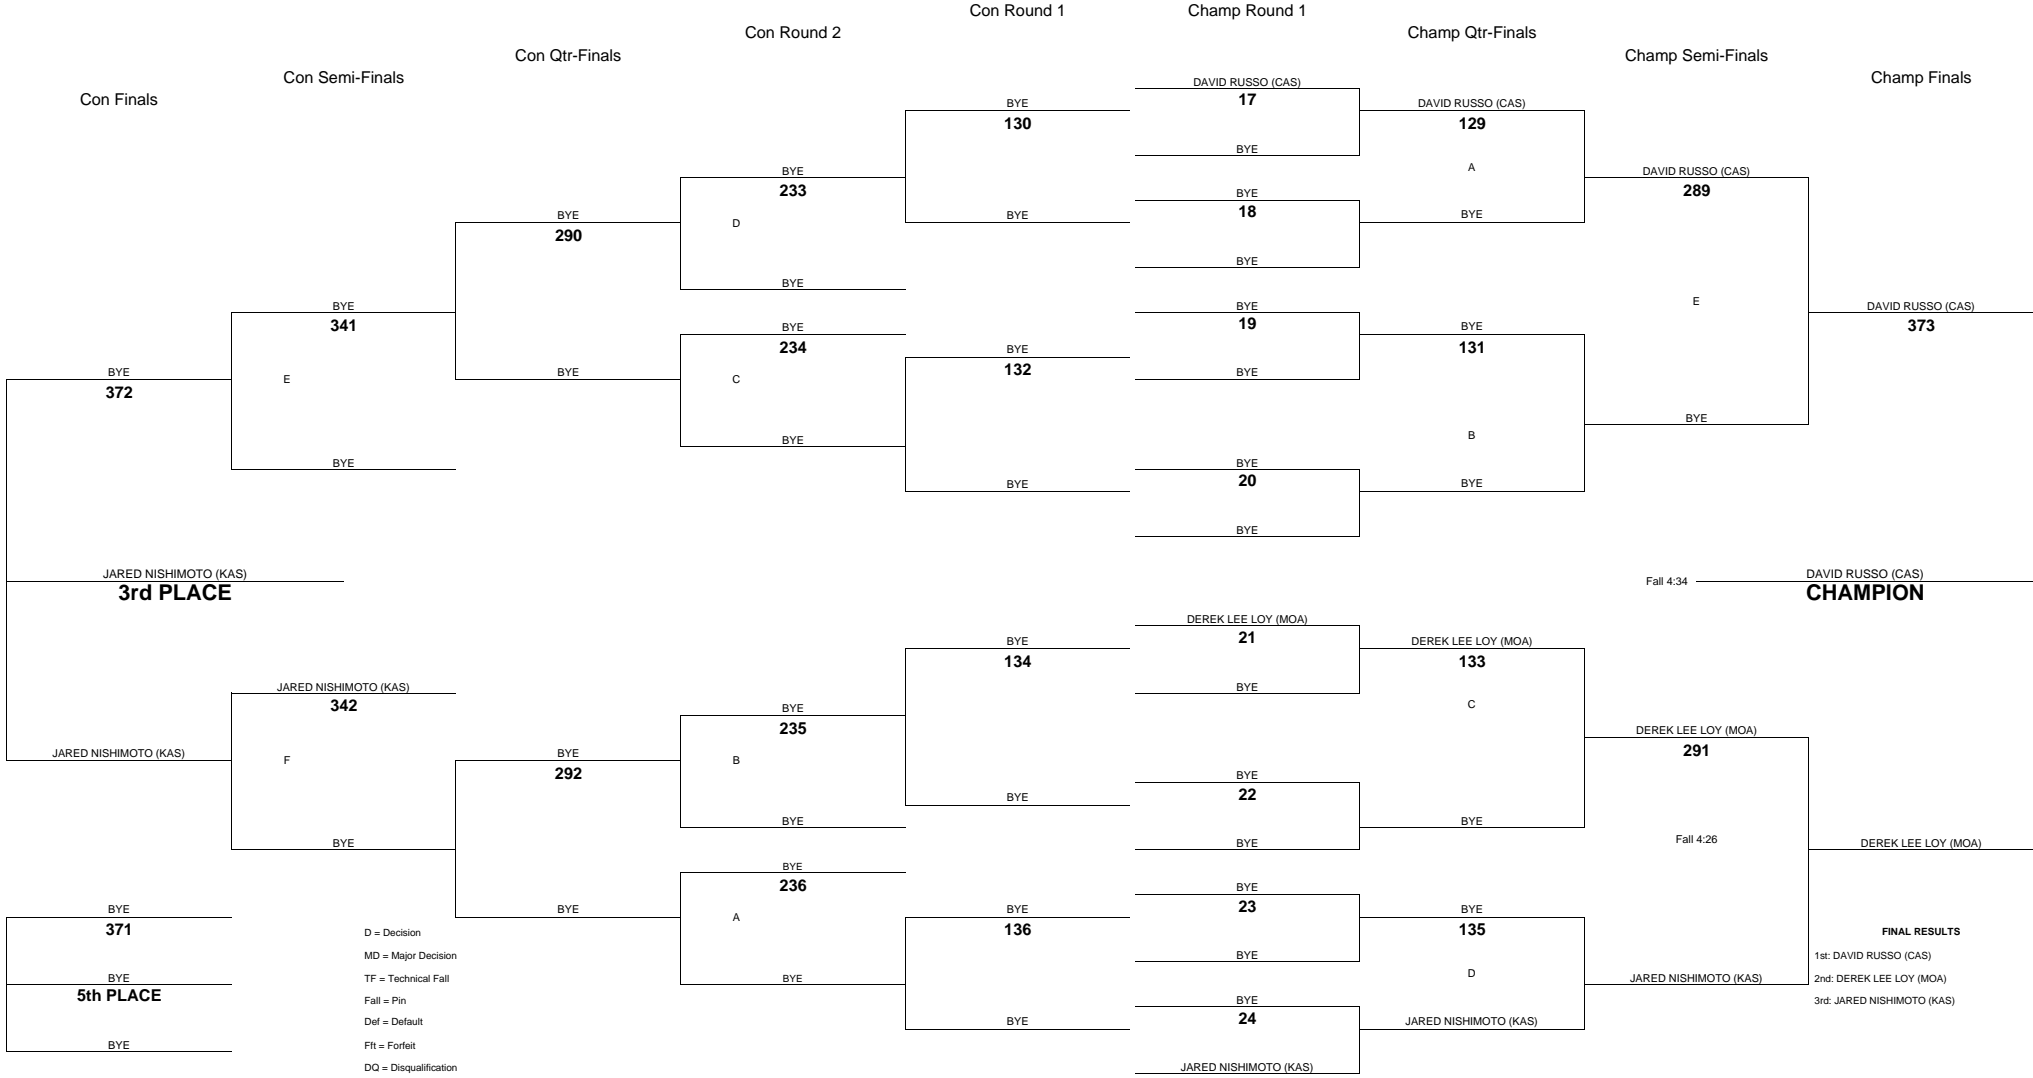 Con Round 1
Champ Round 1
Con Round 2
Champ Qtr-Finals
Con Qtr-Finals
Champ Semi-Finals
Con Semi-Finals
Champ Finals
Con Finals
DAVID RUSSO (CAS)
17
BYE
130
DAVID RUSSO (CAS)
129
BYE
A
BYE
233
DAVID RUSSO (CAS)
289
BYE
18
BYE
290
D
BYE
BYE
BYE
BYE
BYE
341
E
BYE
19
DAVID RUSSO (CAS)
373
BYE
234
BYE
131
BYE
132
BYE
372
E
BYE
C
BYE
BYE
B
BYE
BYE
BYE
20
BYE
BYE
BYE
JARED NISHIMOTO (KAS)
3rd PLACE
Fall 4:34
DAVID RUSSO (CAS)
CHAMPION
DEREK LEE LOY (MOA)
21
BYE
134
DEREK LEE LOY (MOA)
133
JARED NISHIMOTO (KAS)
342
BYE
C
BYE
235
DEREK LEE LOY (MOA)
291
JARED NISHIMOTO (KAS)
F
BYE
292
B
BYE
22
BYE
BYE
BYE
BYE
BYE
Fall 4:26
BYE
DEREK LEE LOY (MOA)
BYE
236
BYE
23
BYE
371
BYE
A
BYE
136
BYE
135
D = Decision
FINAL RESULTS
MD = Major Decision
BYE
1st: DAVID RUSSO (CAS)
BYE
5th PLACE
TF = Technical Fall
BYE
D
JARED NISHIMOTO (KAS)
2nd: DEREK LEE LOY (MOA)
Fall = Pin
BYE
24
3rd: JARED NISHIMOTO (KAS)
Def = Default
BYE
JARED NISHIMOTO (KAS)
BYE
Fft = Forfeit
DQ = Disqualification
JARED NISHIMOTO (KAS)